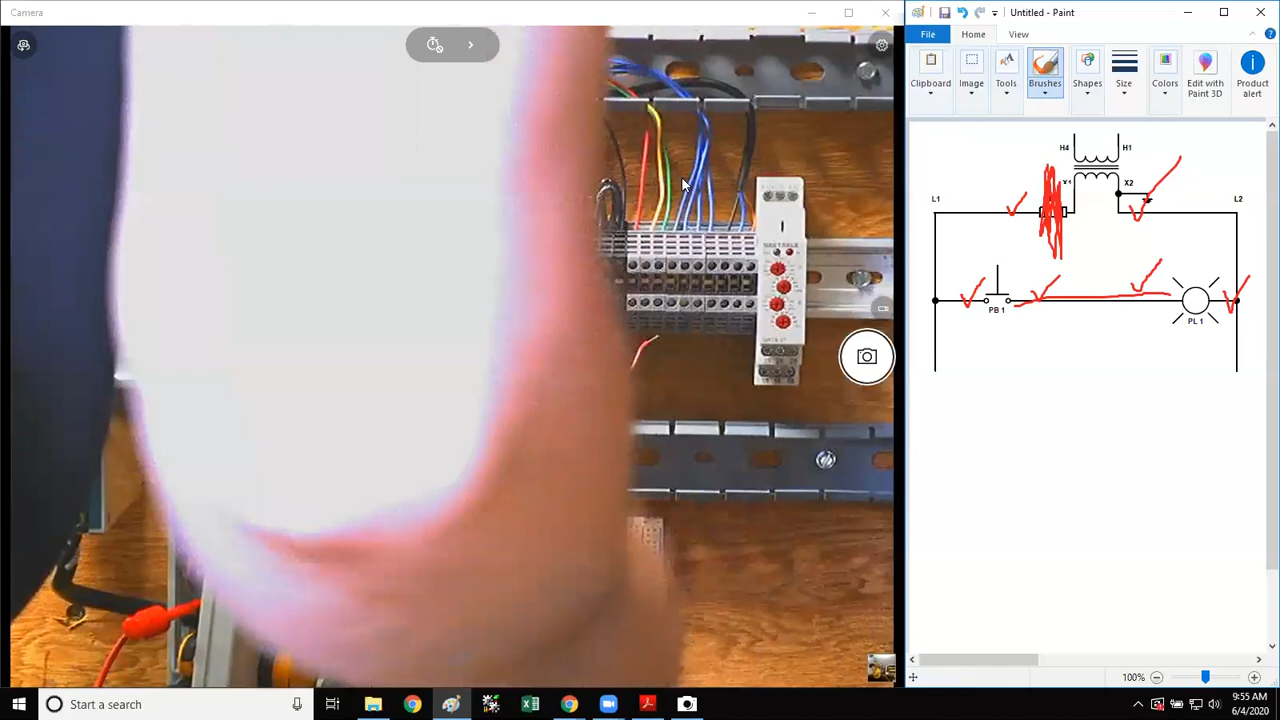 Camera
Untitled - Paint
File
Home
View
Clipboard
Image
Tools
Brushes
Shapes
Size
Colors
Edit with
Paint 3D
Product
alert
H4
H1
X2
L1
L2
PB 1
PL 1
100%
Start a search
9:55 AM
6/4/2020